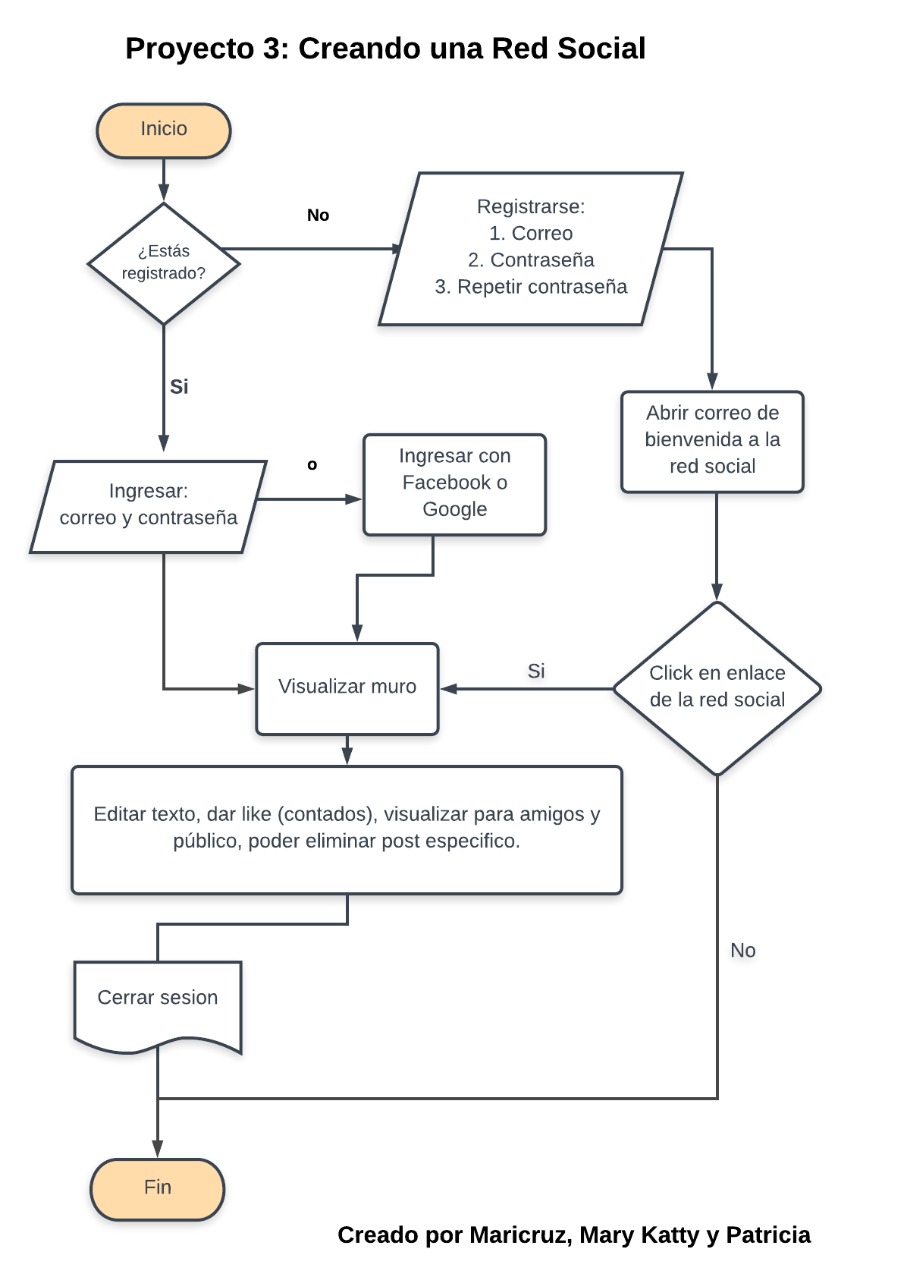 Proyecto 3: Creando una Red Social
Inicio
¿Estás
registrado?
No
Registrarse:
1. Correo
2. Contraseña
3. Repetir contraseña
Si
Abrir correo de
bienvenida a la
red social
Ingresar:
correo y contraseña
o
Ingresar con
Facebook o
Google
Visualizar muro
Si
Click en enlace
de la red social
Editar texto, dar like (contados), visualizar para amigos y
público, poder eliminar post especifico.
No
Cerrar sesion
Fin
Creado por Maricruz, Mary Katty y Patricia